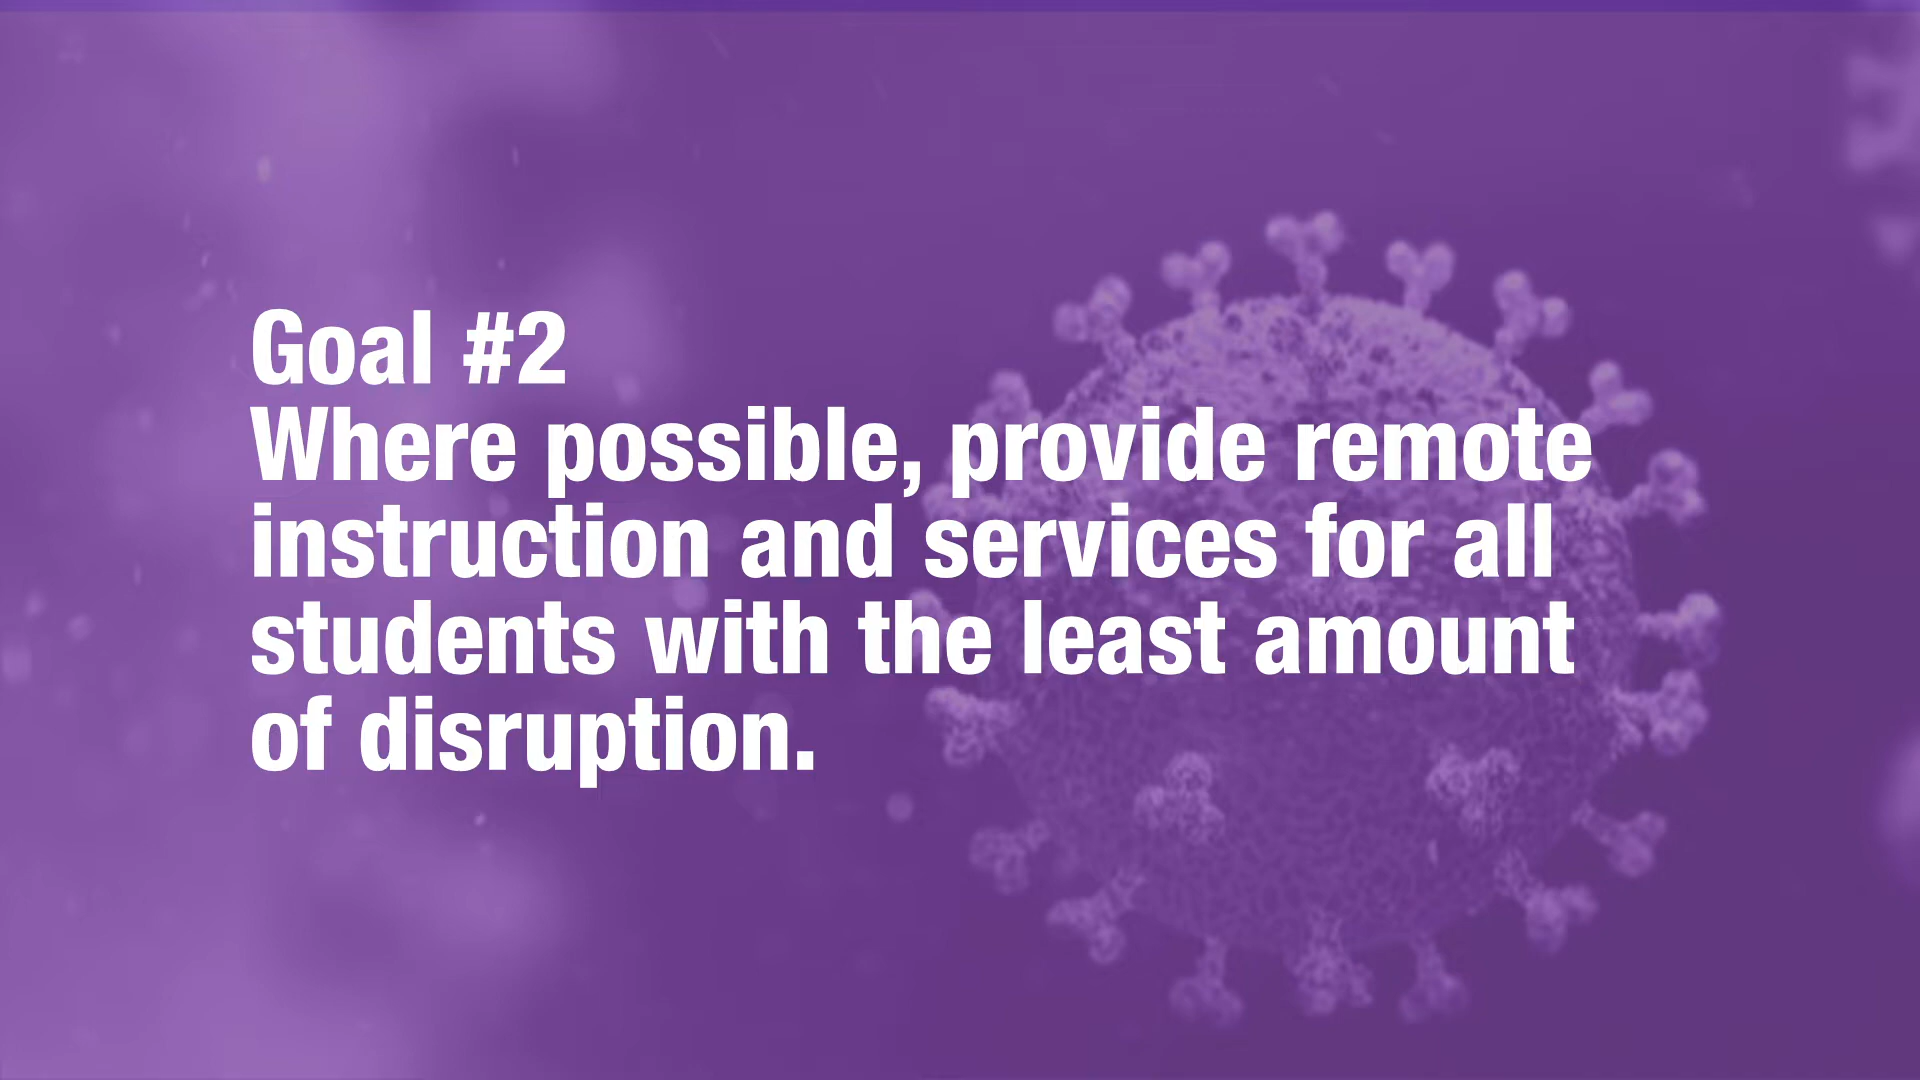 Goal #2
Where possible, provide remote
instruction and services for all
students with the least amount
of disruption.